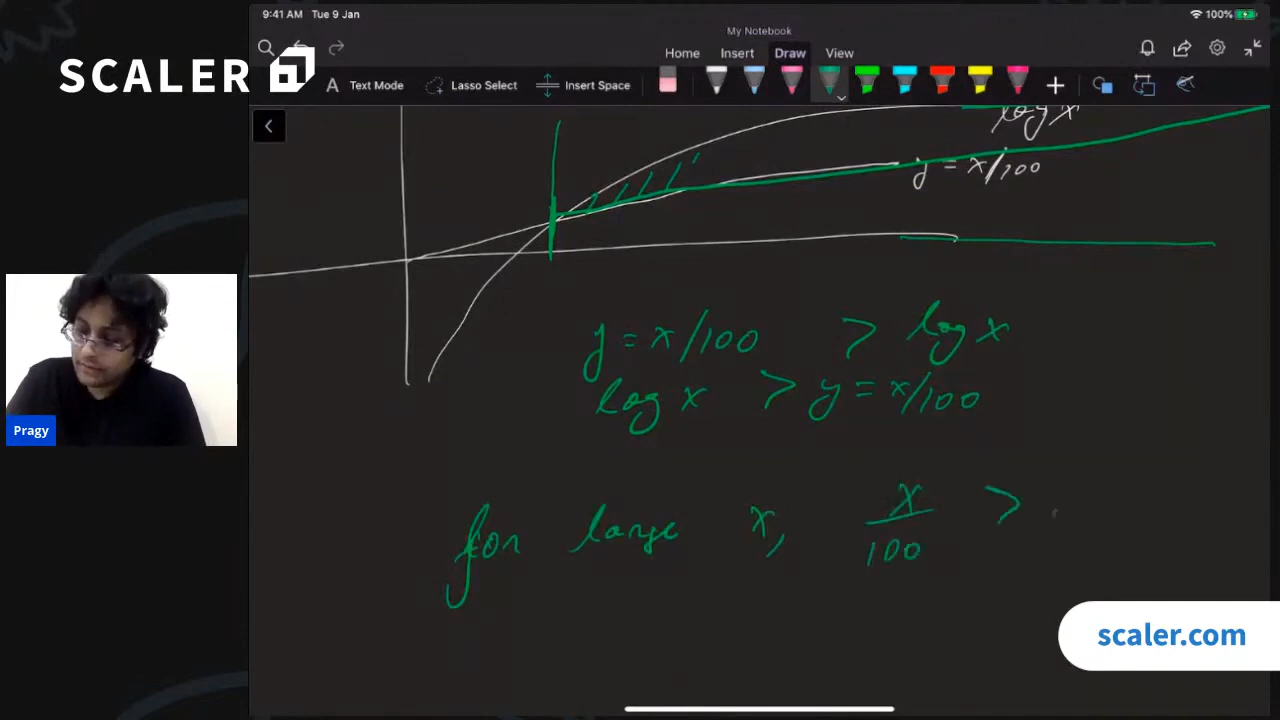 9:41 AM Tue 9 Jan
100%
My Notebook
Home Insert Draw View
SCALER
A Text Mode Lasso Select Insert Space
log x
y = x/100
y = x/100 > log x
log x > y = x/100
for large x, x/100 >
Pragy
scaler.com